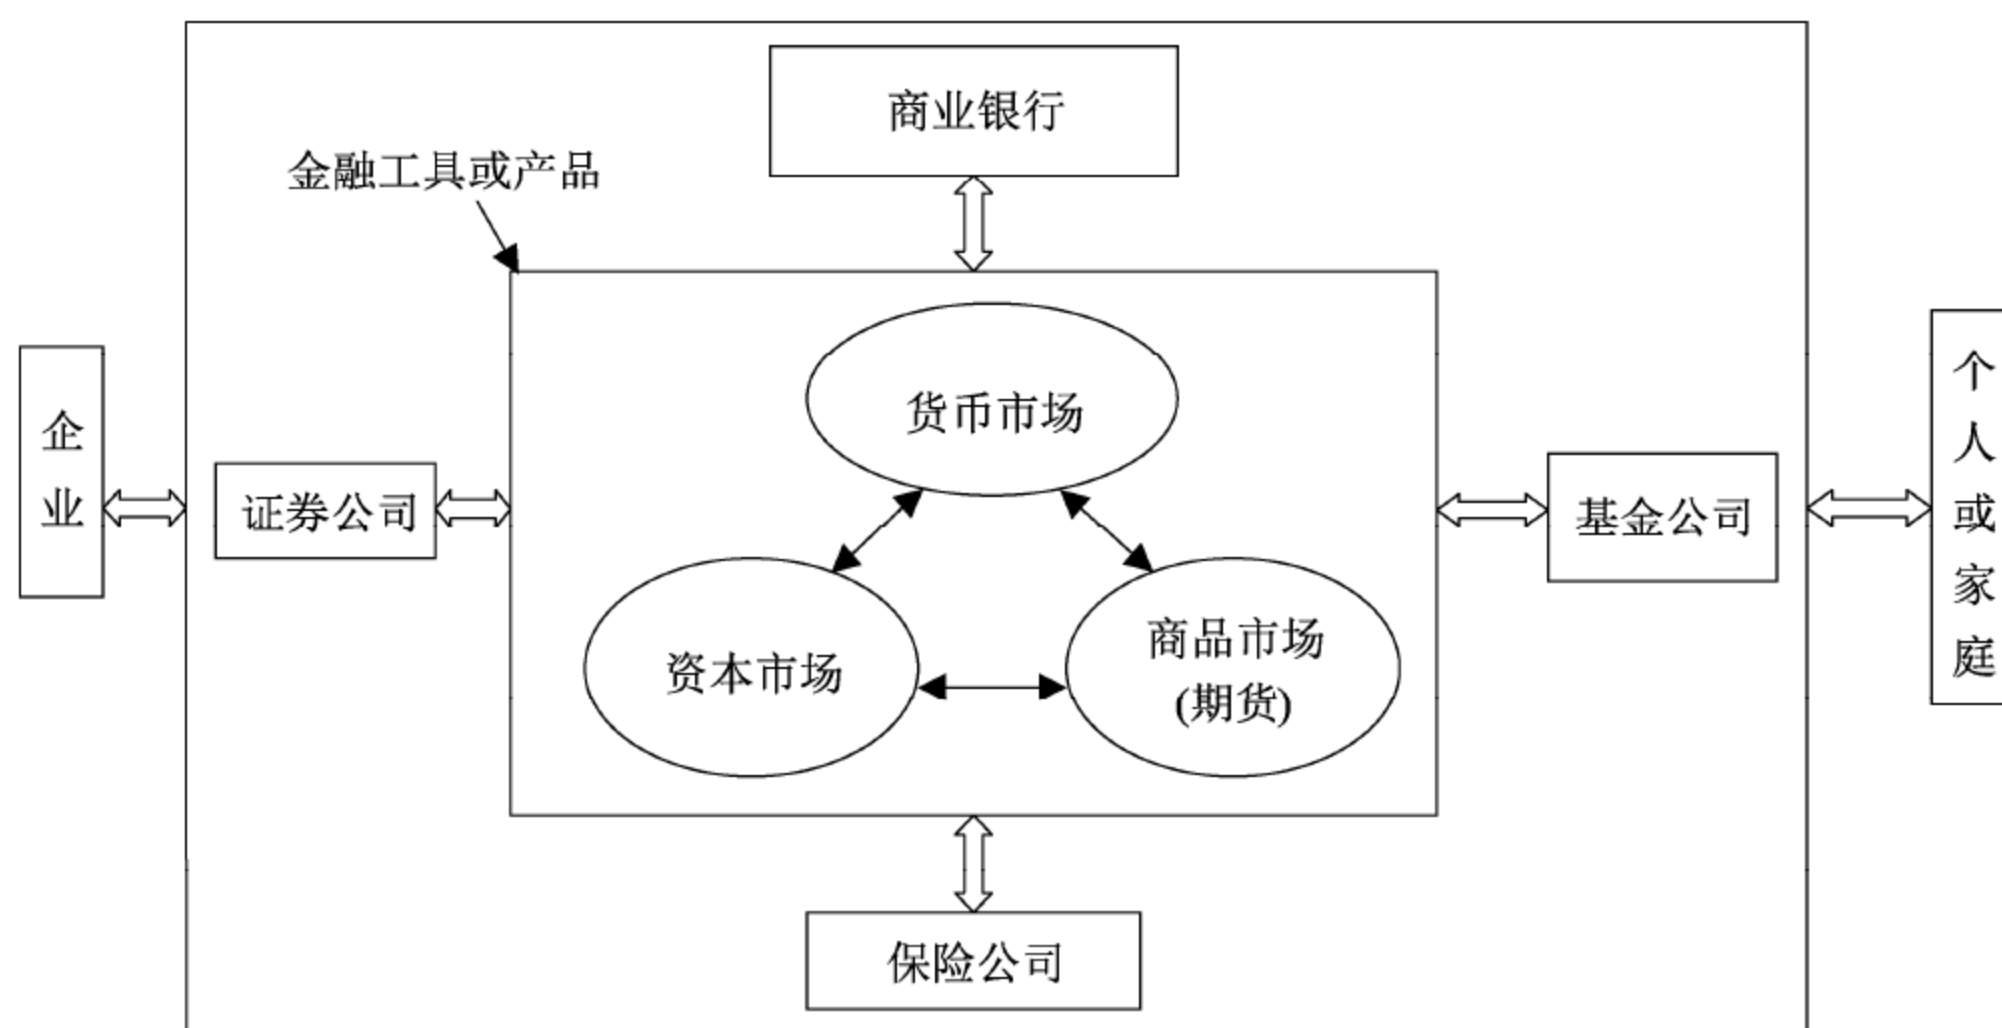 商业银行
金融工具或产品
货币市场
企业
证券公司
基金公司
个人或家庭
资本市场
商品市场
(期货)
保险公司